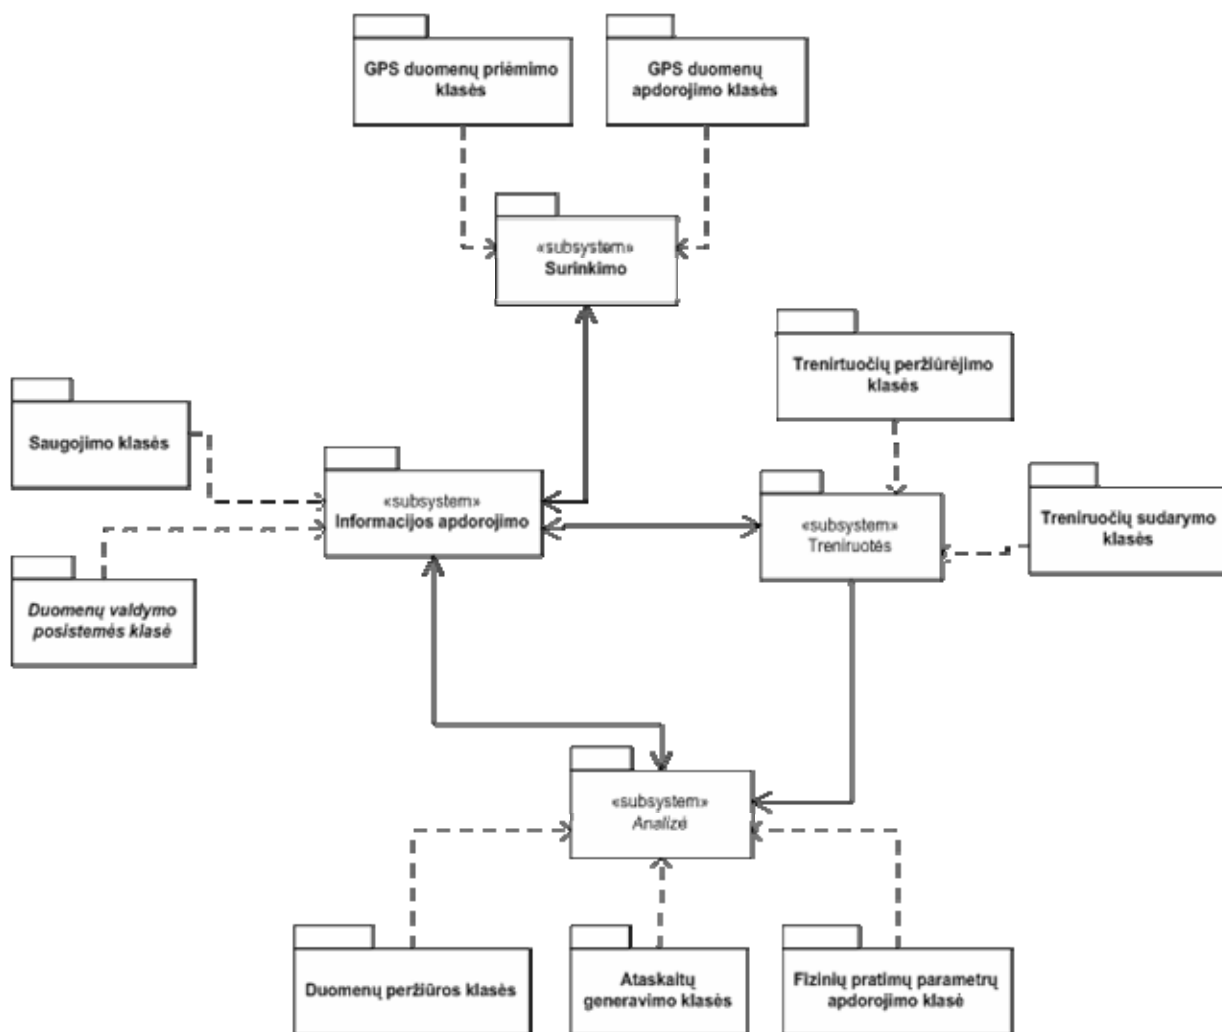 GPS duomenų priėmimo
klasės
GPS duomenų
apdorojimo klasės
«subsystem»
Surinkimo
Trenirtuočių peržiūrėjimo
klasės
Saugojimo klasės
«subsystem»
Informacijos apdorojimo
«subsystem»
Treniruotės
Treniruočių sudarymo
klasės
Duomenų valdymo
posistemės klasė
«subsystem»
Analizė
Duomenų peržiūros klasės
Ataskaitų
generavimo klasės
Fizinių pratimų parametrų
apdorojimo klasė